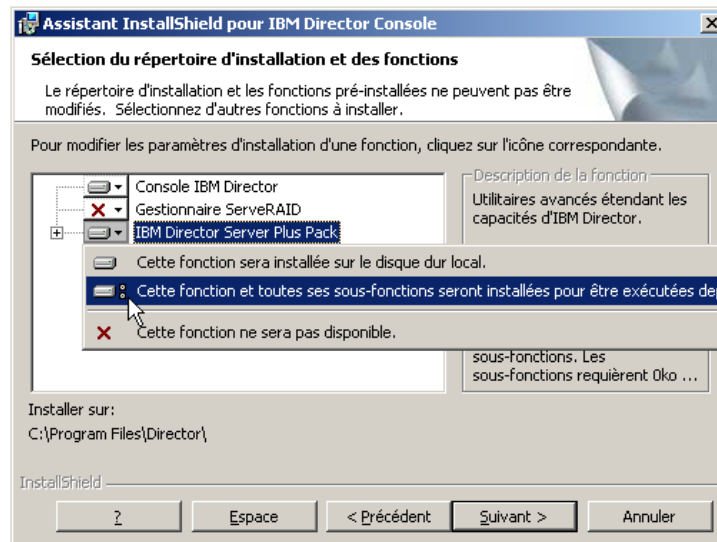 Assistant InstallShield pour IBM Director Console
Sélection du répertoire d'installation et des fonctions
Le répertoire d'installation et les fonctions pré-installées ne peuvent pas être
modifiés. Sélectionnez d'autres fonctions à installer.
Pour modifier les paramètres d'installation d'une fonction, cliquez sur l'icône correspondante.
Console IBM Director
Gestionnaire ServeRAID
IBM Director Server Plus Pack
Description de la fonction
Utilitaires avancés étendant les
capacités d'IBM Director.
Cette fonction sera installée sur le disque dur local.
Cette fonction et toutes ses sous-fonctions seront installées pour être exécutées dep
Cette fonction ne sera pas disponible.
sous-fonctions. Les
sous-fonctions requièrent 0ko ...
Installer sur:
C:\Program Files\Director\
InstallShield
?
Espace
< Précédent
Suivant >
Annuler